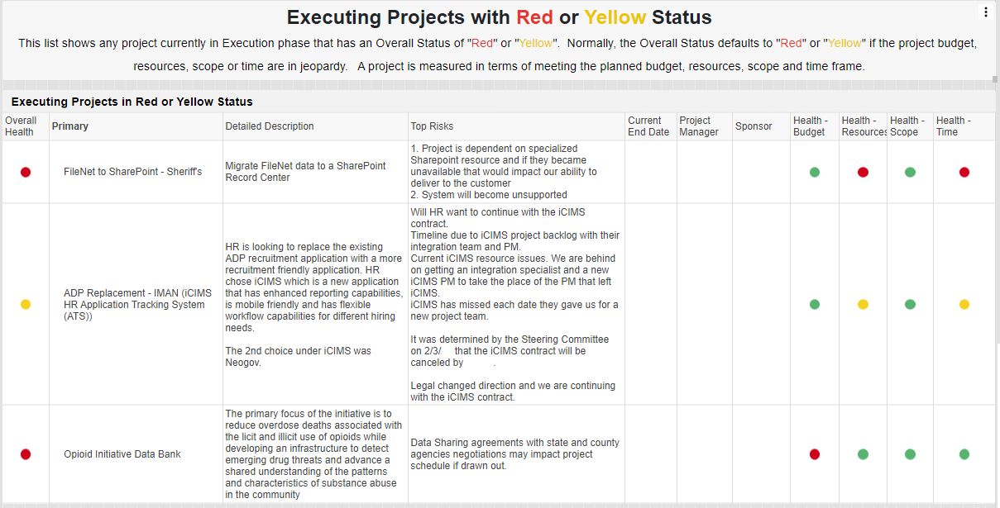 Executing Projects with Red or Yellow Status
This list shows any project currently in Execution phase that has an Overall Status of "Red" or "Yellow".  Normally, the Overall Status defaults to "Red" or "Yellow" if the project budget,
resources, scope or time are in jeopardy.   A project is measured in terms of meeting the planned budget, resources, scope and time frame.
Executing Projects in Red or Yellow Status
Overall
Health
Primary
Detailed Description
Top Risks
Current
End Date
Project
Manager
Sponsor
Health -
Budget
Health -
Resources
Health -
Scope
Health -
Time
FileNet to SharePoint - Sheriff's
Migrate FileNet data to a SharePoint
Record Center
1. Project is dependent on specialized
Sharepoint resource and if they became
unavailable that would impact our ability to
deliver to the customer
2. System will become unsupported
ADP Replacement - IMAN (iCIMS
HR Application Tracking System
(ATS))
HR is looking to replace the existing
ADP recruitment application with a more
recruitment friendly application. HR
chose iCIMS which is a new application
that has enhanced reporting capabilities,
is mobile friendly and has flexible
workflow capabilities for different hiring
needs.
The 2nd choice under iCIMS was
Neogov.
Will HR want to continue with the iCIMS
contract.
Timeline due to iCIMS project backlog with their
integration team and PM.
Current iCIMS resource issues. We are behind
on getting an integration specialist and a new
iCIMS PM to take the place of the PM that left
iCIMS.
iCIMS has missed each date they gave us for a
new project team.
It was determined by the Steering Committee
on 2/3/ that the iCIMS contract will be
canceled by .
Legal changed direction and we are continuing
with the iCIMS contract.
Opioid Initiative Data Bank
The primary focus of the initiative is to
reduce overdose deaths associated with
the licit and illicit use of opioids while
developing an infrastructure to detect
emerging drug threats and advance a
shared understanding of the patterns
and characteristics of substance abuse
in the community
Data Sharing agreements with state and county
agencies negotiations may impact project
schedule if drawn out.